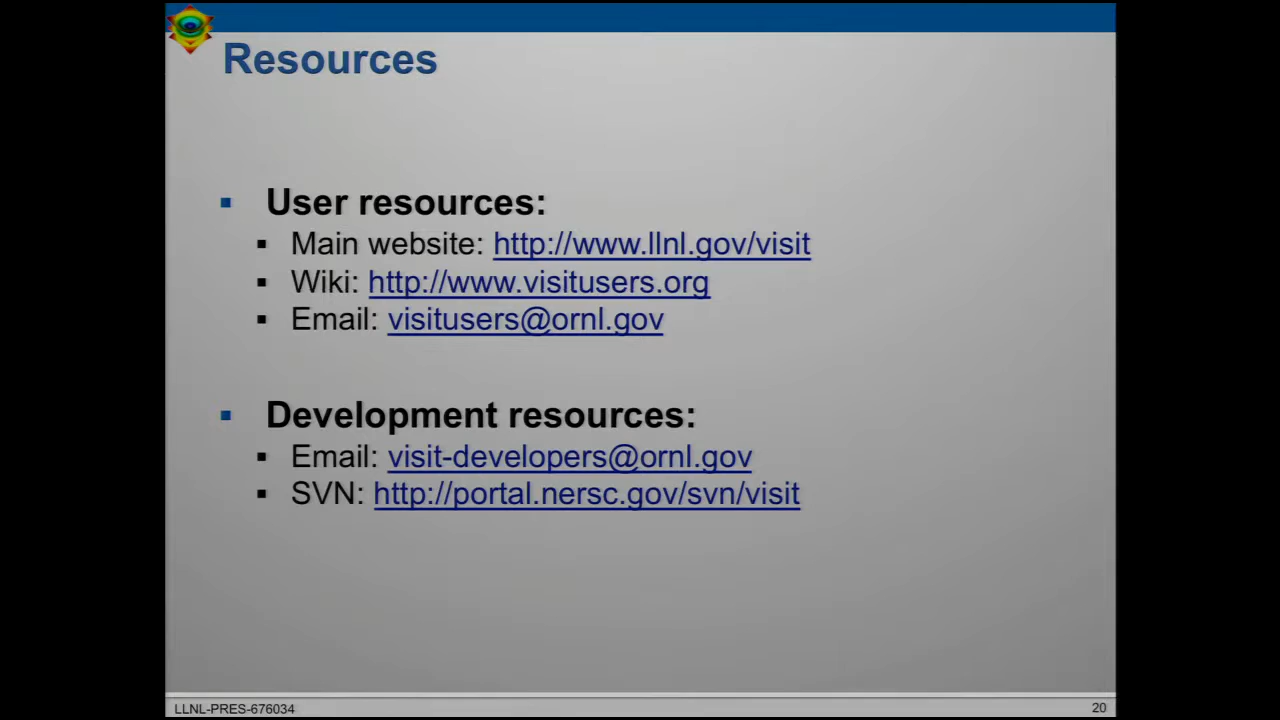 Resources
User resources:
Main website: http://www.llnl.gov/visit
Wiki: http://www.visitusers.org
Email: visitusers@ornl.gov
Development resources:
Email: visit-developers@ornl.gov
SVN: http://portal.nersc.gov/svn/visit
LLNL-PRES-676034
20